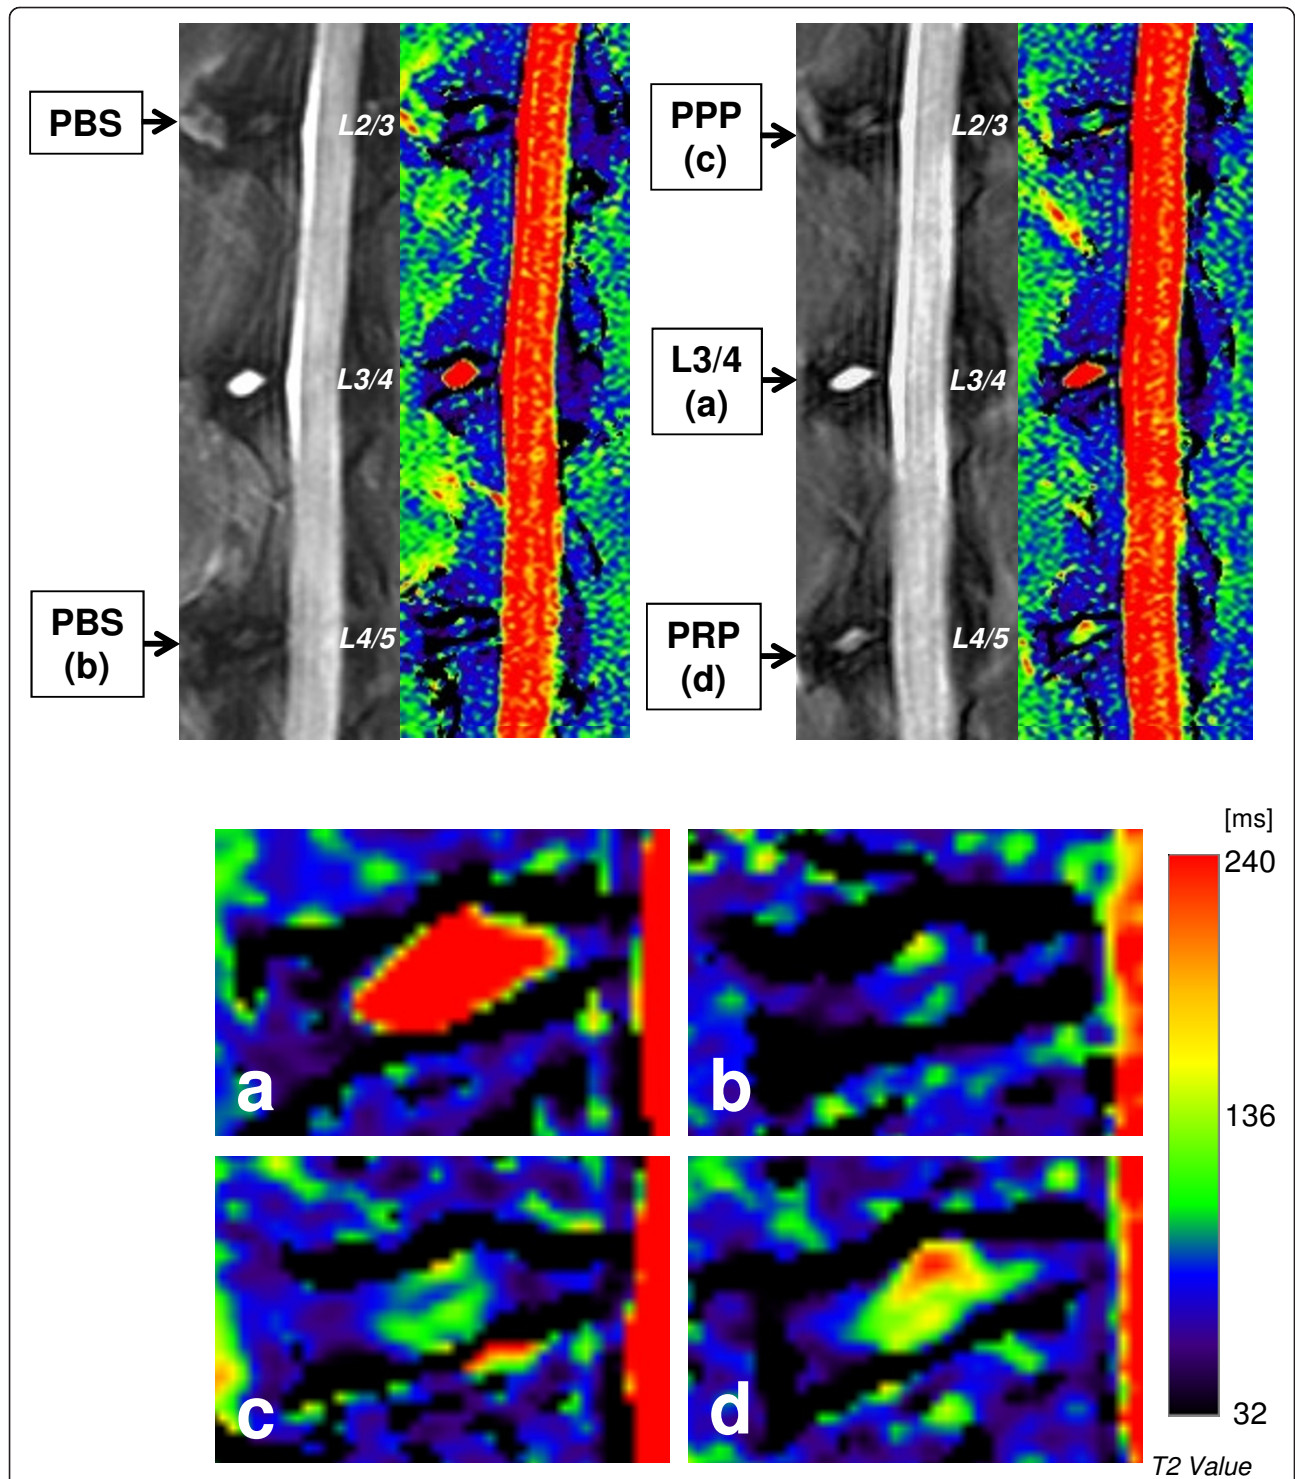 PBS
L2/3
PPP
(c)
L2/3
L3/4
L3/4
(a)
L3/4
PBS
(b)
L4/5
PRP
(d)
L4/5
[ms]
240
a
b
136
c
d
32
T2 Value